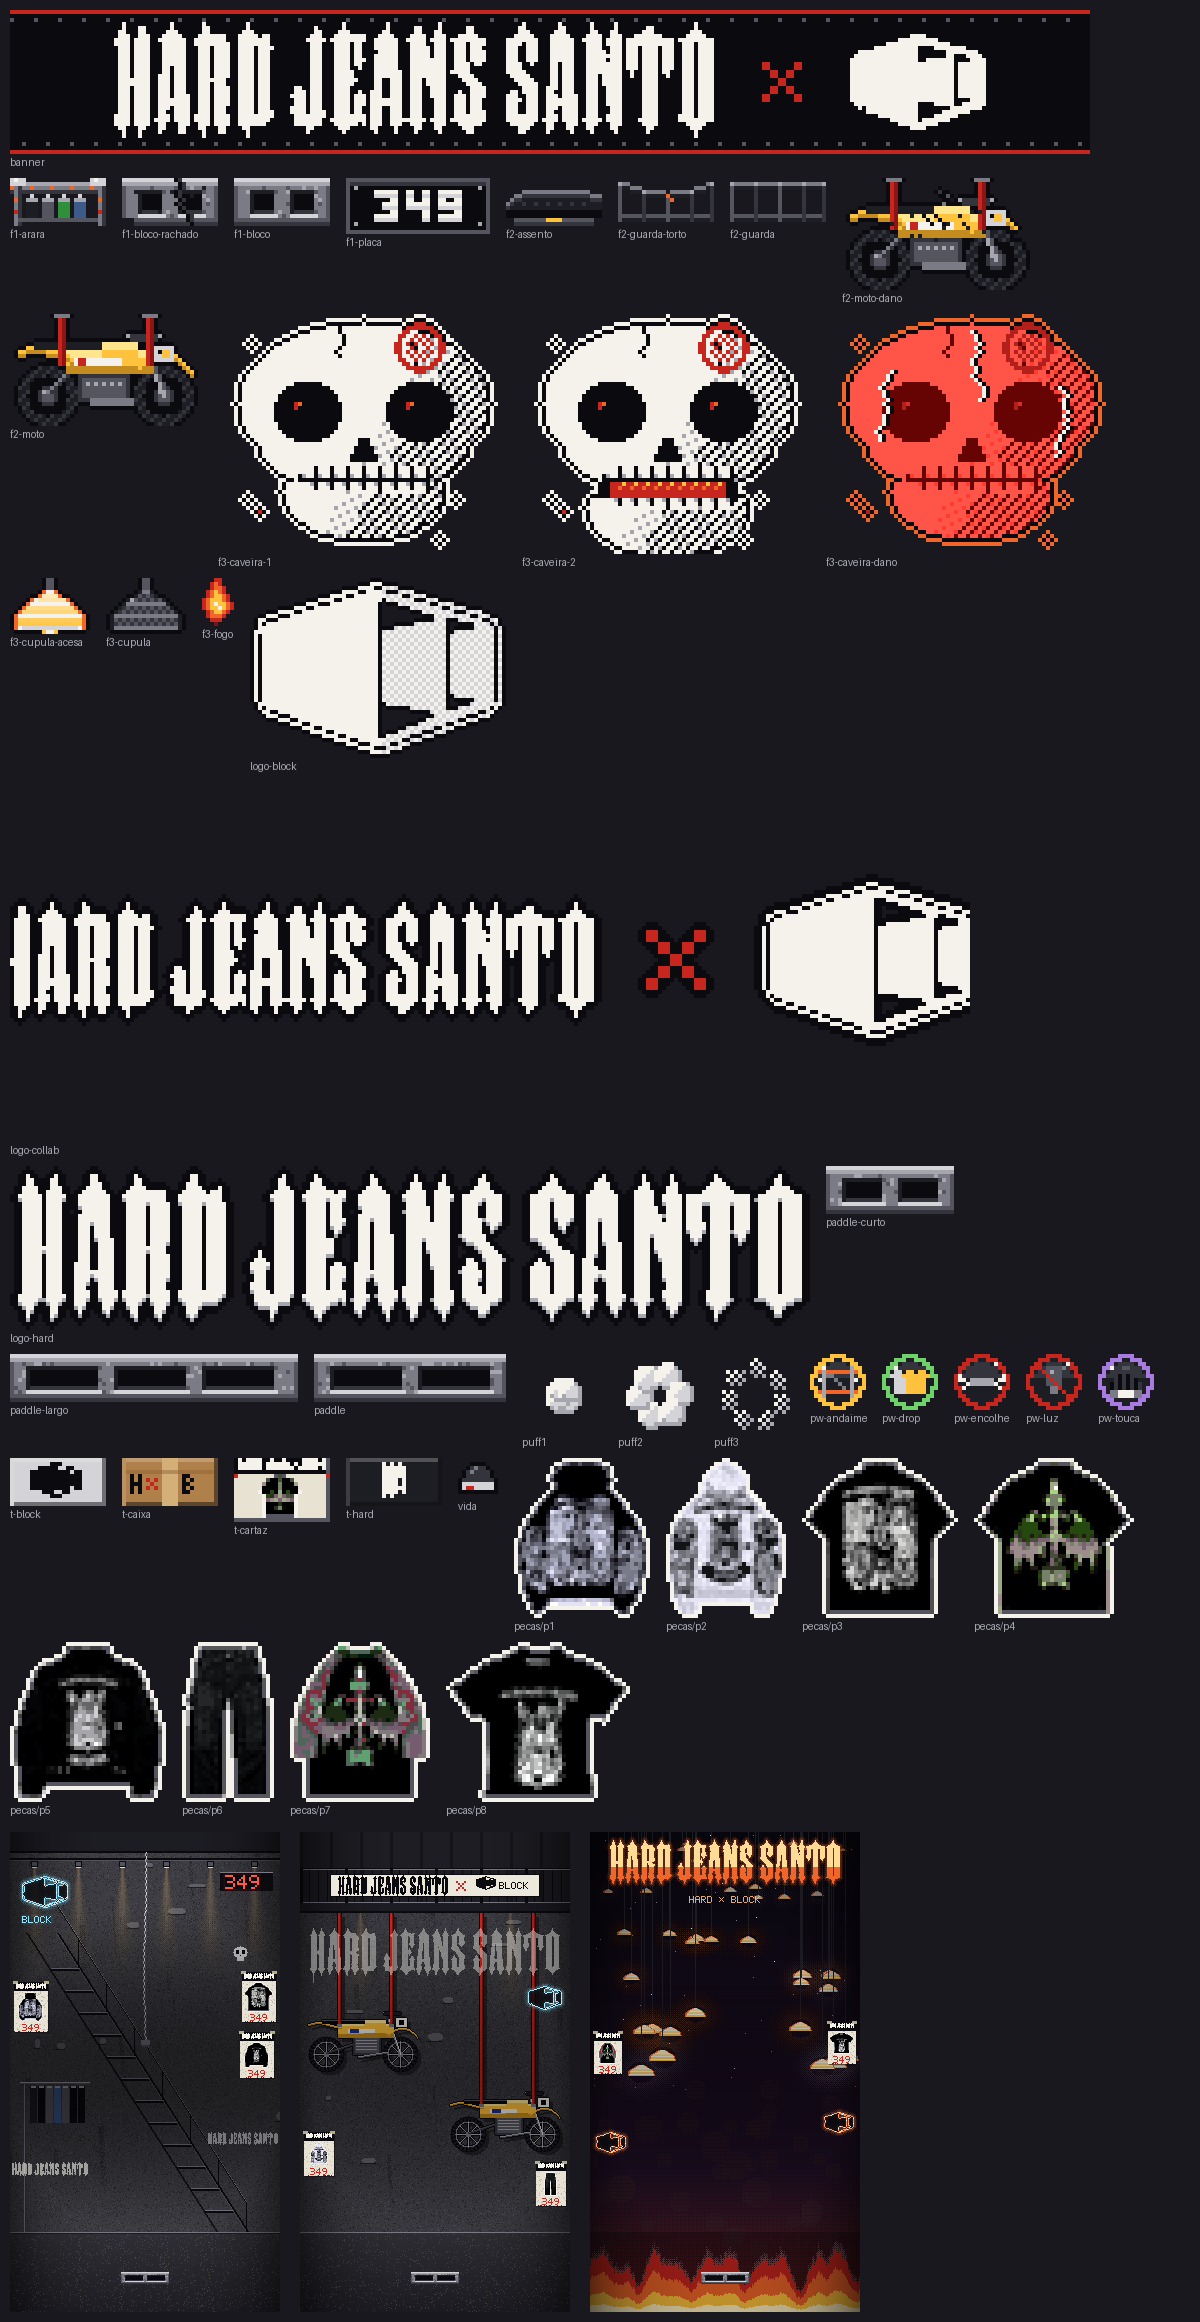 HARD JEANS SANTO
banner
349
f1-arara
f1-bloco-rachado
f1-bloco
f1-placa
f2-assento
f2-guarda-torto
f2-guarda
f2-moto-dano
f2-moto
f3-caveira-1
f3-caveira-2
f3-caveira-dano
f3-cupula-acesa
f3-cupula
f3-fogo
logo-block
HARD JEANS SANTO
logo-collab
HARD JEANS SANTO
logo-hard
paddle-curto
paddle-largo
paddle
puff1
puff2
puff3
pw-andaime
pw-drop
pw-encolhe
pw-luz
pw-touca
H × B
t-block
t-caixa
t-cartaz
t-hard
vida
pecas/p1
pecas/p2
pecas/p3
pecas/p4
pecas/p5
pecas/p6
pecas/p7
pecas/p8
349
BLOCK
349
349
349
HARD JEANS SANTO
HARD JEANS SANTO
HARD JEANS SANTO × BLOCK
HARD JEANS SANTO
349
349
HARD JEANS SANTO
HARD × BLOCK
349
349